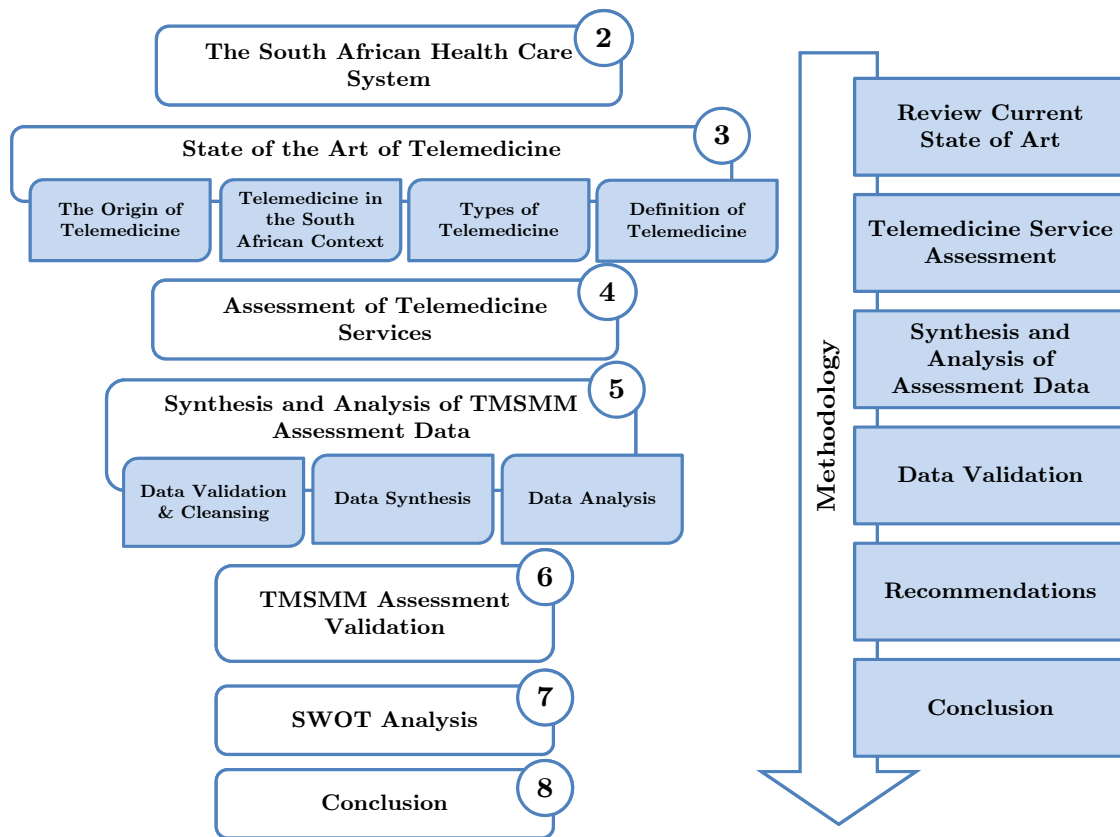 2
The South African Health Care
System
3
State of the Art of Telemedicine
The Origin of
Telemedicine
Telemedicine in
the South
African Context
Types of
Telemedicine
Definition of
Telemedicine
4
Assessment of Telemedicine
Services
5
Synthesis and Analysis of TMSMM
Assessment Data
Data Validation
& Cleansing
Data Synthesis
Data Analysis
6
TMSMM Assessment
Validation
7
SWOT Analysis
8
Conclusion
Methodology
Review Current
State of Art
Telemedicine Service
Assessment
Synthesis and
Analysis of
Assessment Data
Data Validation
Recommendations
Conclusion